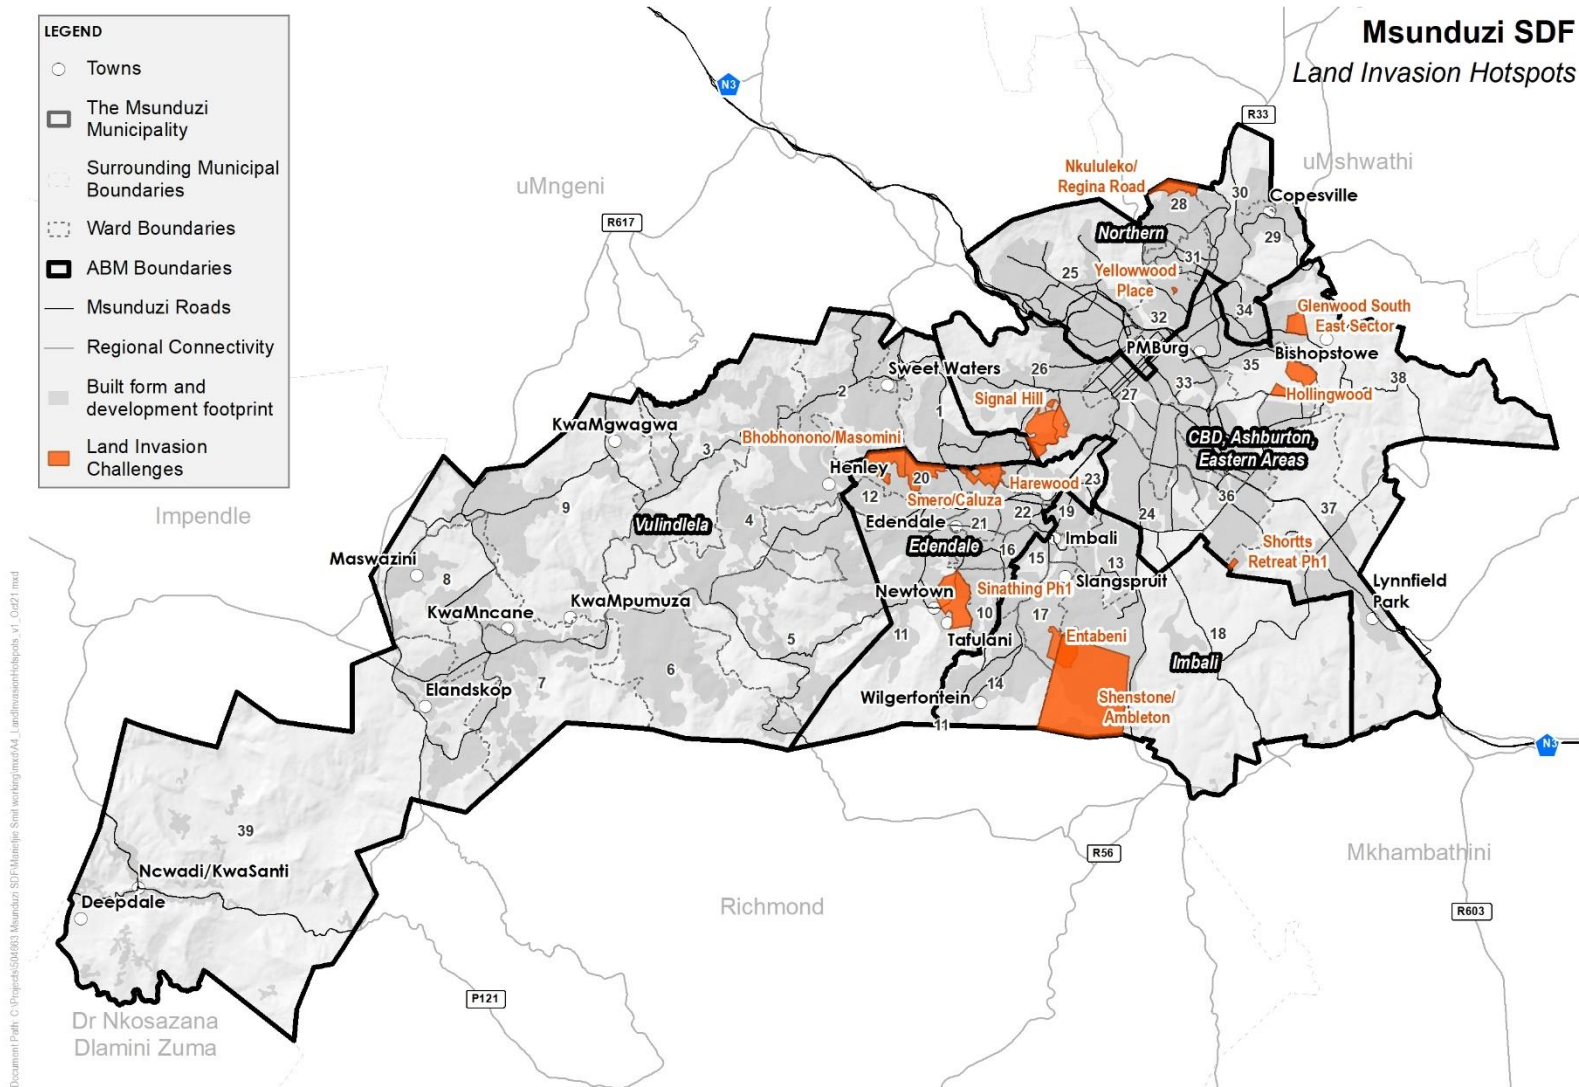 Msunduzi SDF
Land Invasion Hotspots
LEGEND
Towns
The Msunduzi
Municipality
Surrounding Municipal
Boundaries
Ward Boundaries
ABM Boundaries
Msunduzi Roads
Regional Connectivity
Built form and
development footprint
Land Invasion
Challenges
N3
R33
uMshwathi
uMngeni
R617
Nkululeko/
Regina Road
28
30
Copesville
Northern
29
31
25
Yellowwood
Place
32
34
Glenwood South
East Sector
PMBurg
Bishopstowe
35
38
26
Sweet Waters
2
1
33
27
Hollingwood
Signal Hill
KwaMgwagwa
3
Bhobhonono/Masomini
CBD, Ashburton,
Eastern Areas
Henley
20
Harewood
23
12
Smero/Caluza
36
37
9
Vulindlela
4
Edendale
21
22
19
24
Impendle
Edendale
16
15
Imbali
13
Shortts
Retreat Ph1
Maswazini
8
Newtown
Sinathing Ph1
Slangspruit
Lynnfield
Park
KwaMncane
KwaMpumuza
10
17
11
5
Tafulani
Entabeni
18
Imbali
6
7
Elandskop
14
Wilgerfontein
Shenstone/
Ambleton
11
N3
39
Ncwadi/KwaSanti
Deepdale
R56
Mkhambathini
Richmond
R603
P121
Dr Nkosazana
Dlamini Zuma